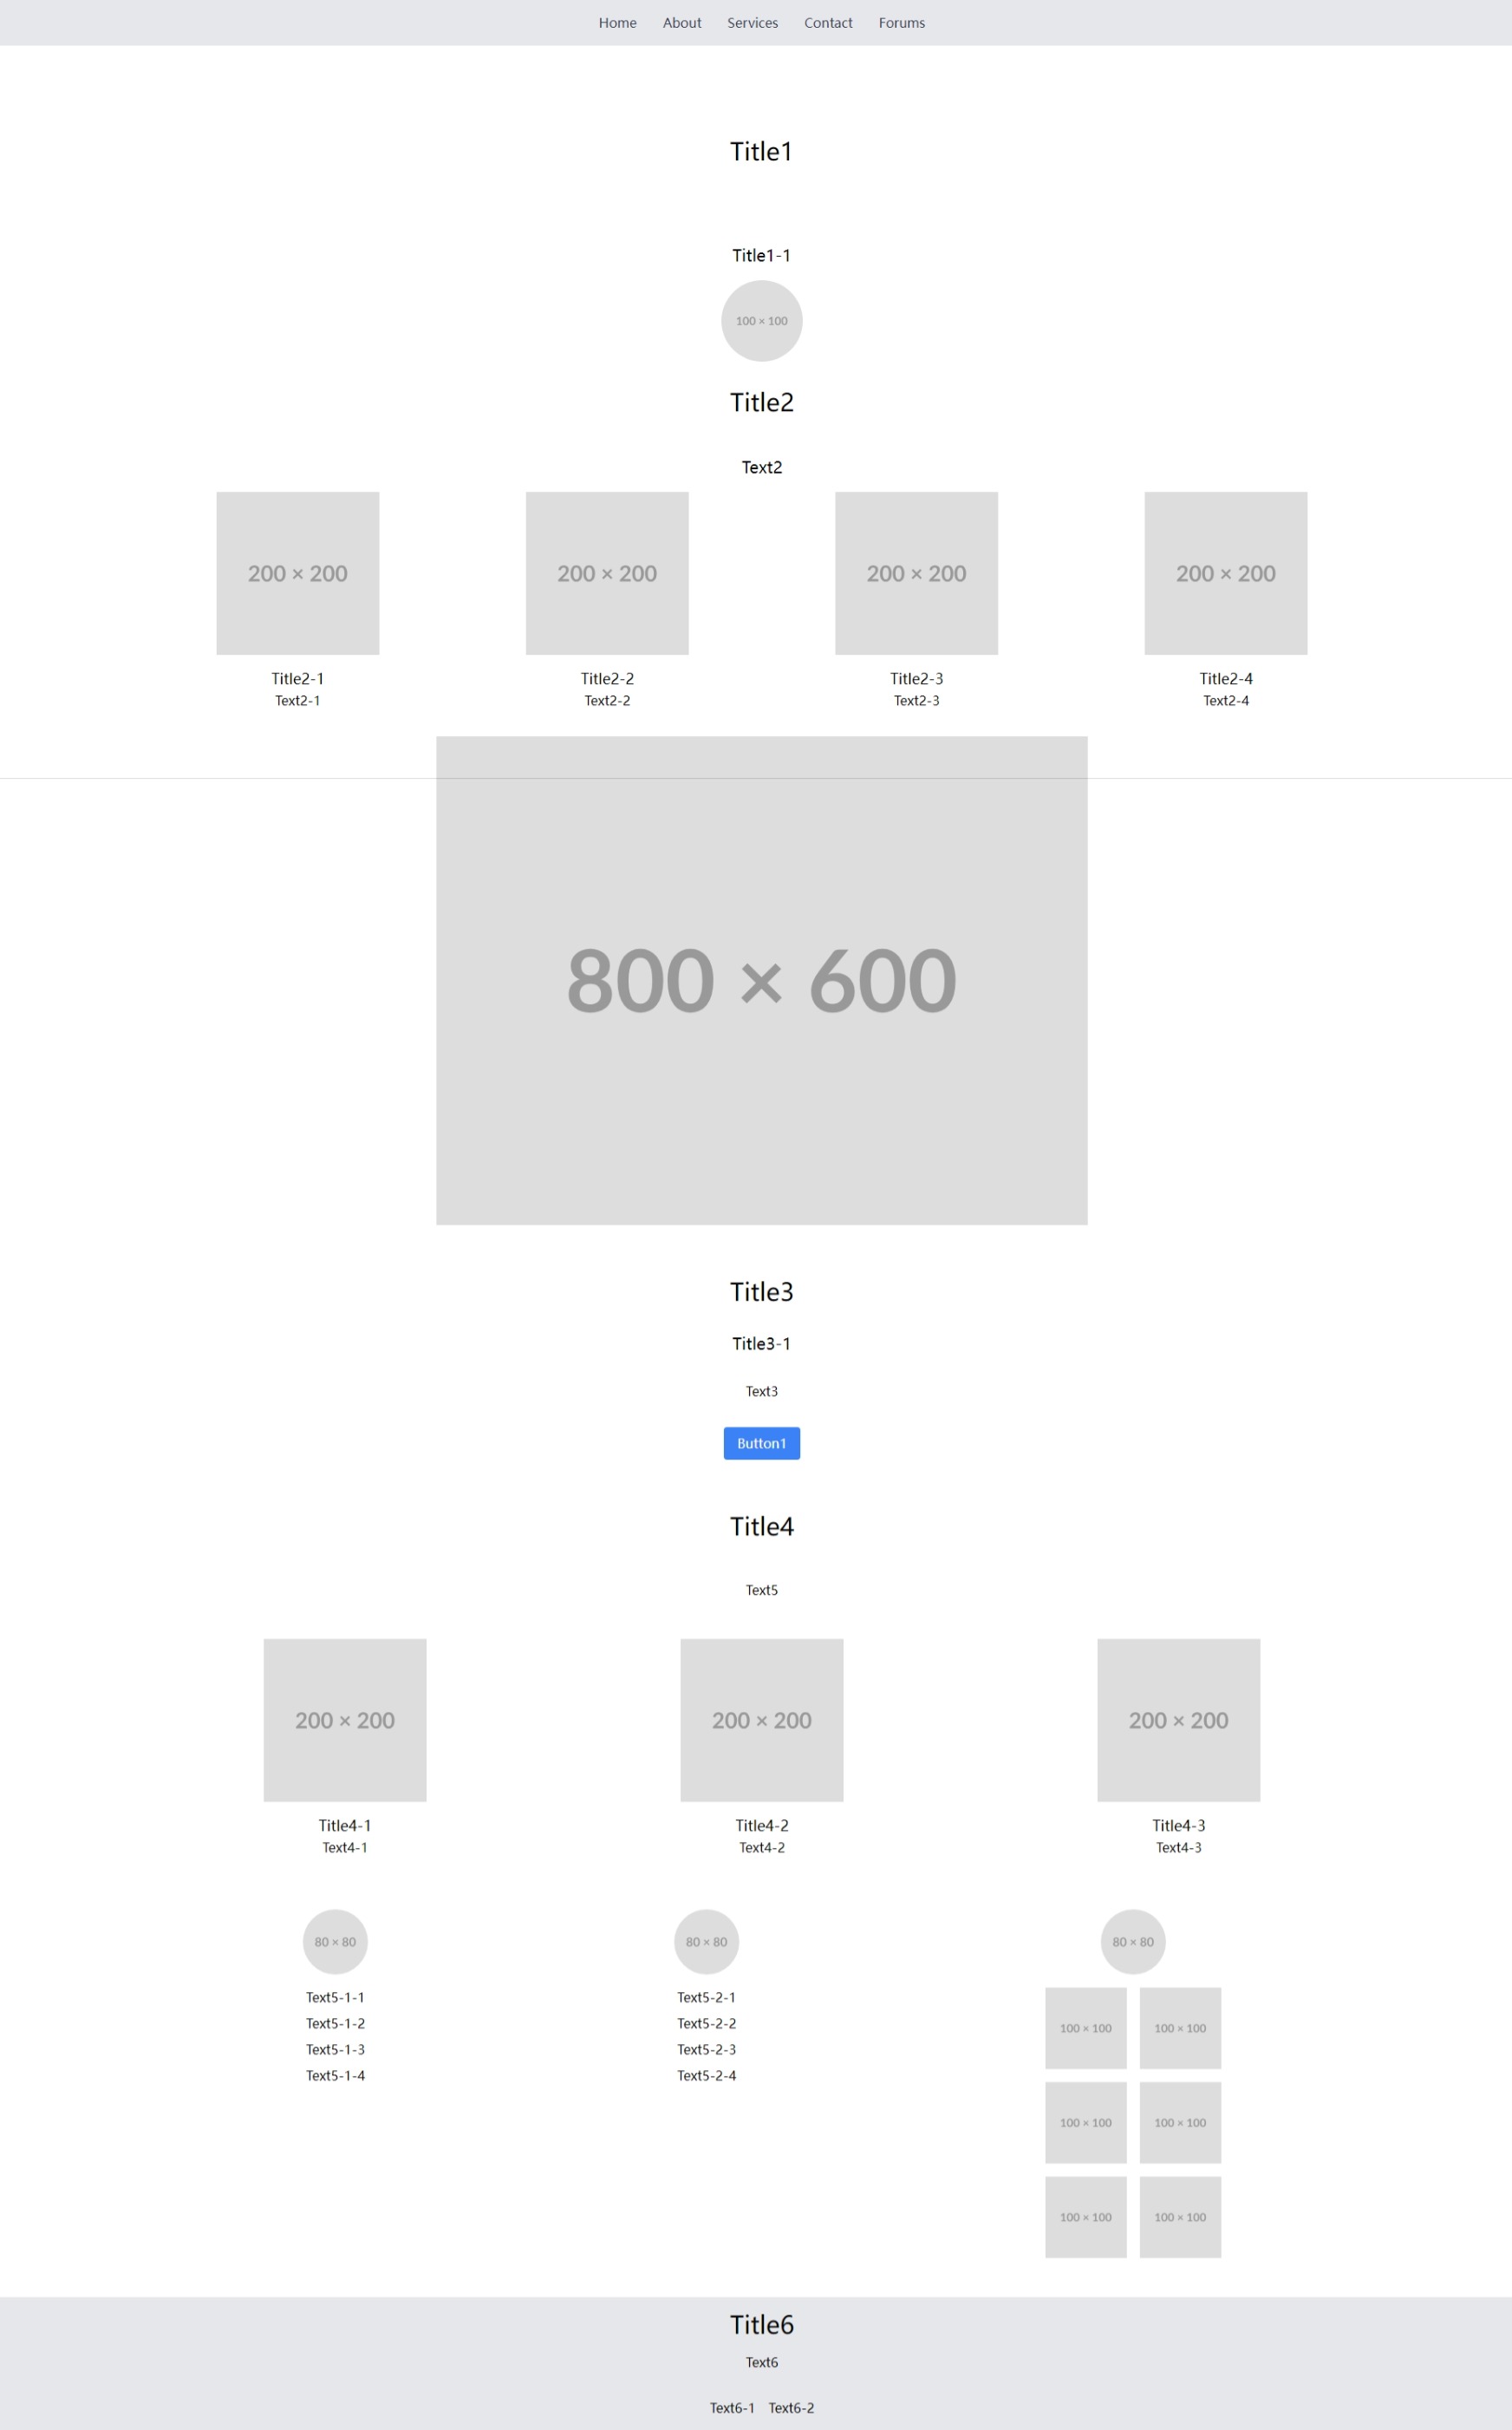 Home About Services Contact Forums
Title1
Title1-1
100 × 100
Title2
Text2
200 × 200 200 × 200 200 × 200 200 × 200
Title2-1 Title2-2 Title2-3 Title2-4
Text2-1 Text2-2 Text2-3 Text2-4
800 × 600
Title3
Title3-1
Text3
Button1
Title4
Text5
200 × 200 200 × 200 200 × 200
Title4-1 Title4-2 Title4-3
Text4-1 Text4-2 Text4-3
80 × 80
Text5-1-1
Text5-1-2
Text5-1-3
Text5-1-4
80 × 80
Text5-2-1
Text5-2-2
Text5-2-3
Text5-2-4
80 × 80
100 × 100 100 × 100
100 × 100 100 × 100
100 × 100 100 × 100
Title6
Text6
Text6-1 Text6-2